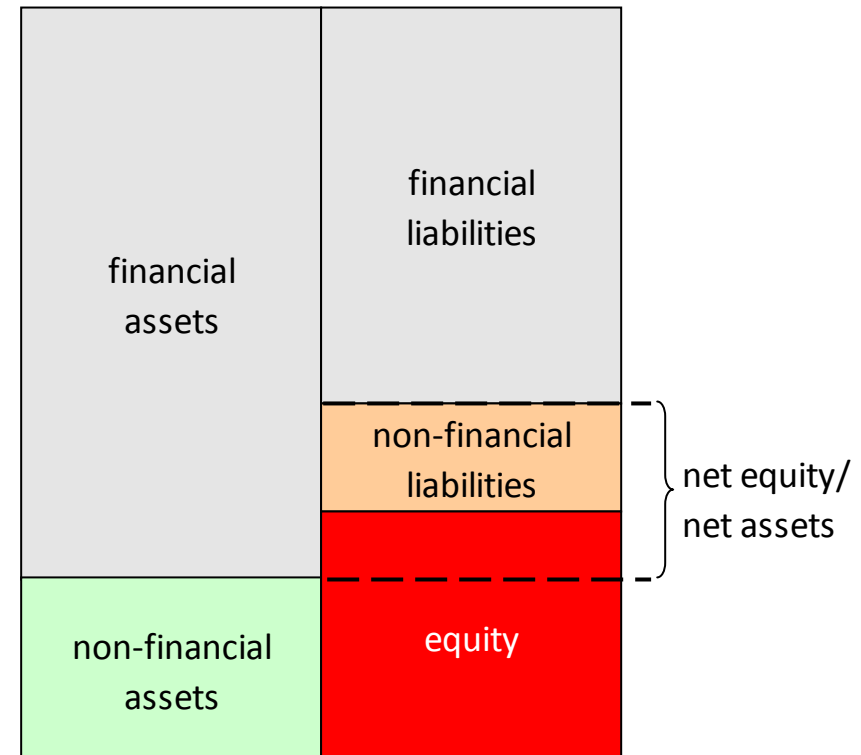 financial
assets
non-financial
assets
financial
liabilities
non-financial
liabilities
equity
net equity/
net assets